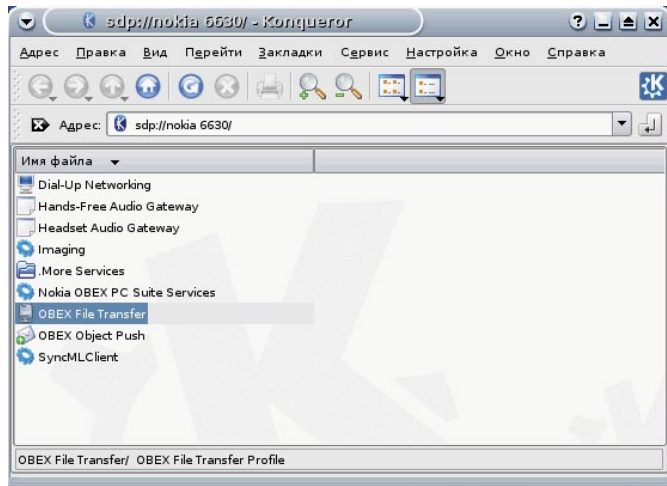 sdp://nokia 6630/ - Konqueror
Адрес Правка Вид Перейти Закладки Сервис Настройка Окно Справка
Адрес: sdp://nokia 6630/
Имя файла
Dial-Up Networking
Hands-Free Audio Gateway
Headset Audio Gateway
Imaging
.More Services
Nokia OBEX PC Suite Services
OBEX File Transfer
OBEX Object Push
SyncMLClient
OBEX File Transfer/ OBEX File Transfer Profile